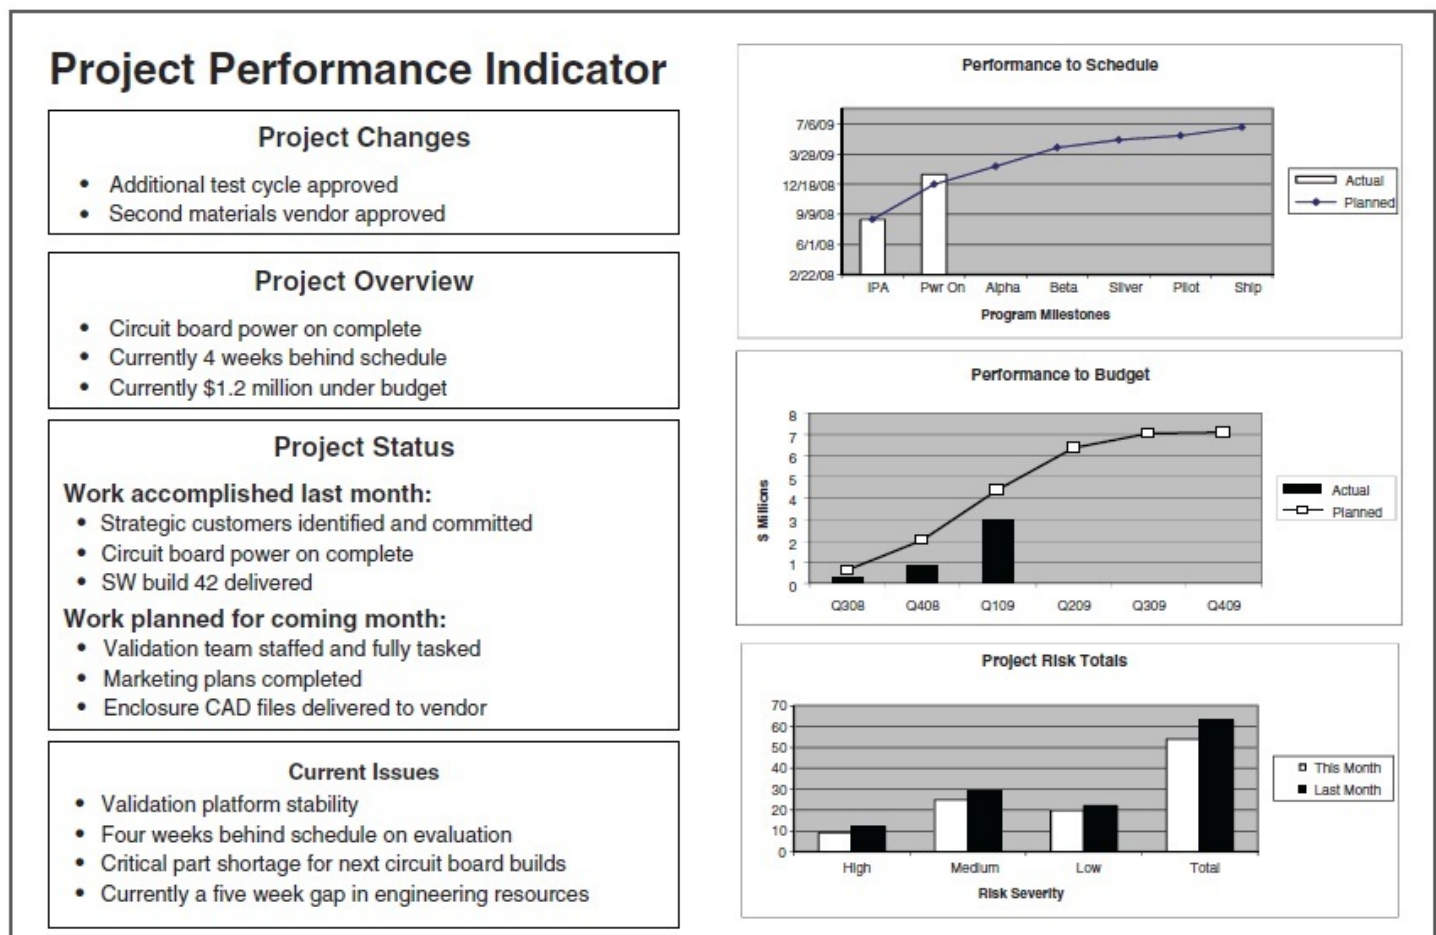 Project Performance Indicator
Project Changes
• Additional test cycle approved
• Second materials vendor approved
Project Overview
• Circuit board power on complete
• Currently 4 weeks behind schedule
• Currently $1.2 million under budget
Project Status
Work accomplished last month:
• Strategic customers identified and committed
• Circuit board power on complete
• SW build 42 delivered
Work planned for coming month:
• Validation team staffed and fully tasked
• Marketing plans completed
• Enclosure CAD files delivered to vendor
Current Issues
• Validation platform stability
• Four weeks behind schedule on evaluation
• Critical part shortage for next circuit board builds
• Currently a five week gap in engineering resources
Performance to Schedule
7/6/09
3/28/09
12/18/08
9/9/08
6/1/08
2/22/08
IPA Pwr On Alpha Beta Silver Pilot Ship
Program Milestones
Actual
Planned
Performance to Budget
$ Millions
8
7
6
5
4
3
2
1
0
Q308 Q408 Q109 Q209 Q309 Q409
Actual
Planned
Project Risk Totals
70
60
50
40
30
20
10
0
High Medium Low Total
Risk Severity
This Month
Last Month